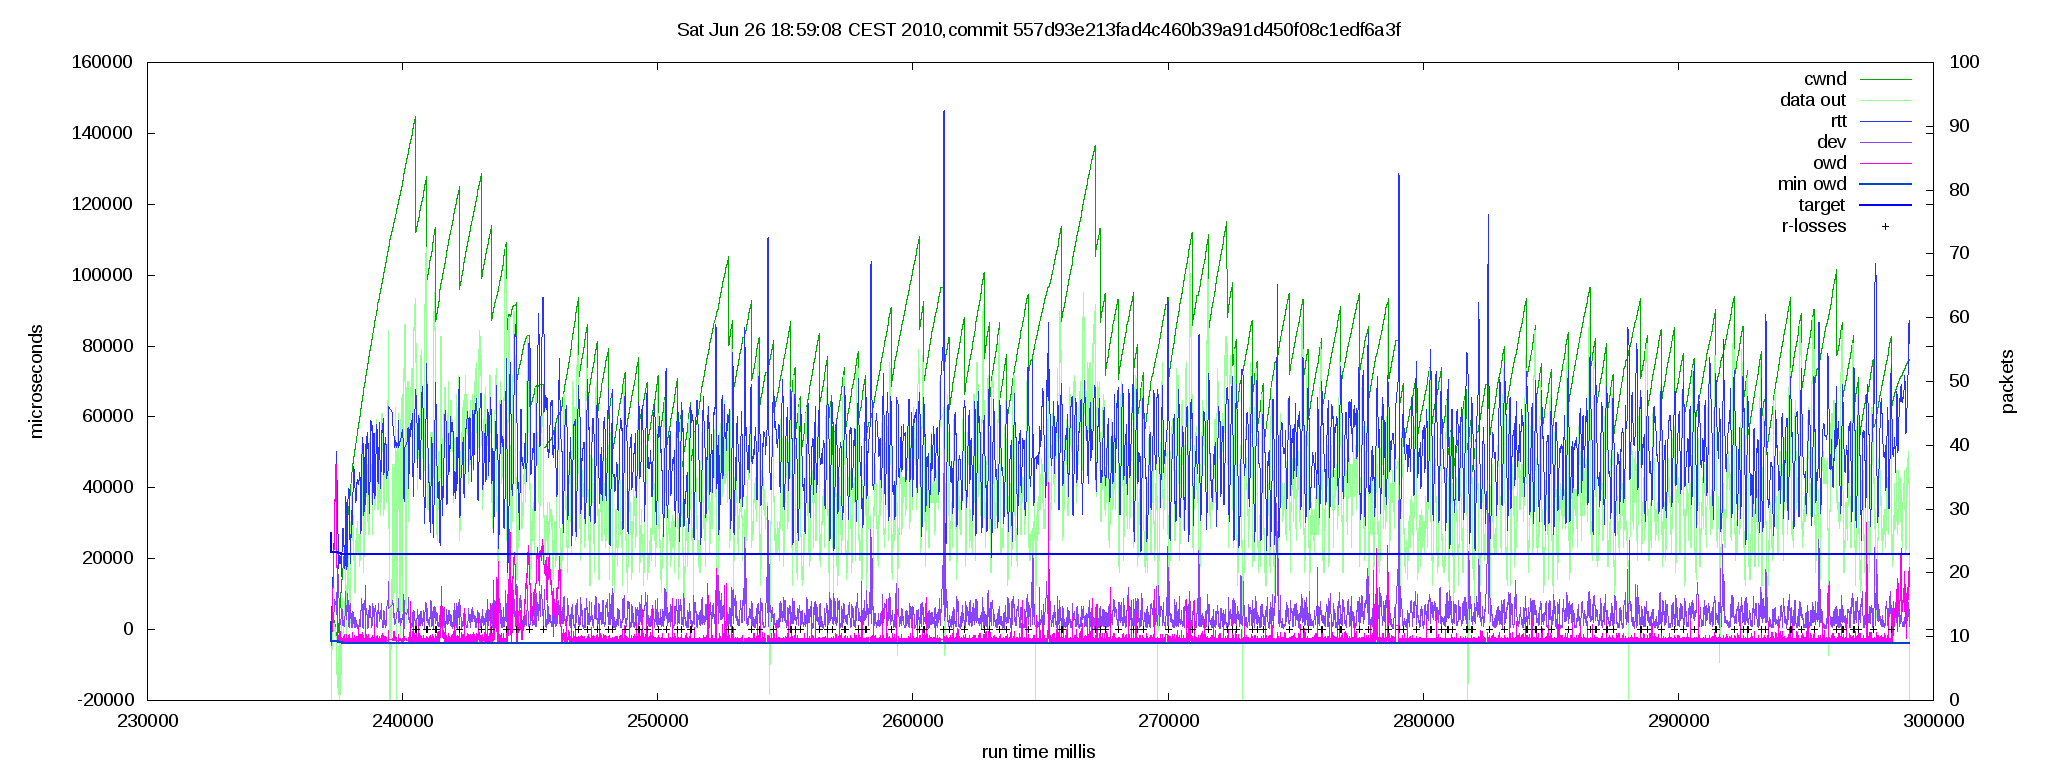 Sat Jun 26 18:59:08 CEST 2010,commit 557d93e213fad4c460b39a91d450f08c1edf6a3f
160000
140000
120000
100000
80000
60000
40000
20000
0
-20000
microseconds
100
90
80
70
60
50
40
30
20
10
0
packets
cwnd
data out
rtt
dev
owd
min owd
target
r-losses
230000 240000 250000 260000 270000 280000 290000 300000
run time millis